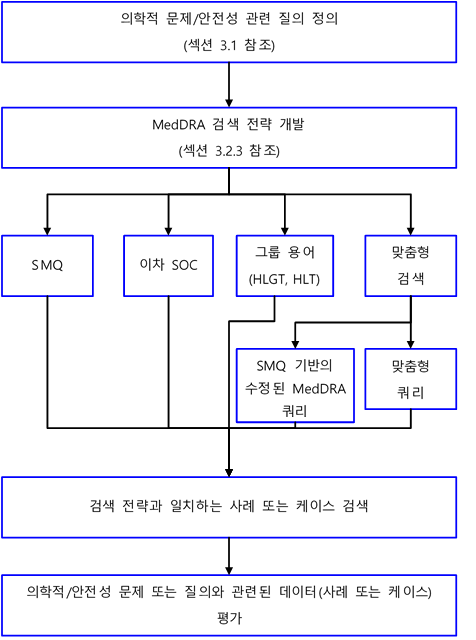 의학적 문제/안전성 관련 질의 정의
(섹션 3.1 참조)
MedDRA 검색 전략 개발
(섹션 3.2.3 참조)
SMQ
이차 SOC
그룹 용어
(HLGT, HLT)
맞춤형
검색
SMQ 기반의
수정된 MedDRA
쿼리
맞춤형
쿼리
검색 전략과 일치하는 사례 또는 케이스 검색
의학적/안전성 문제 또는 질의와 관련된 데이터(사례 또는 케이스)
평가